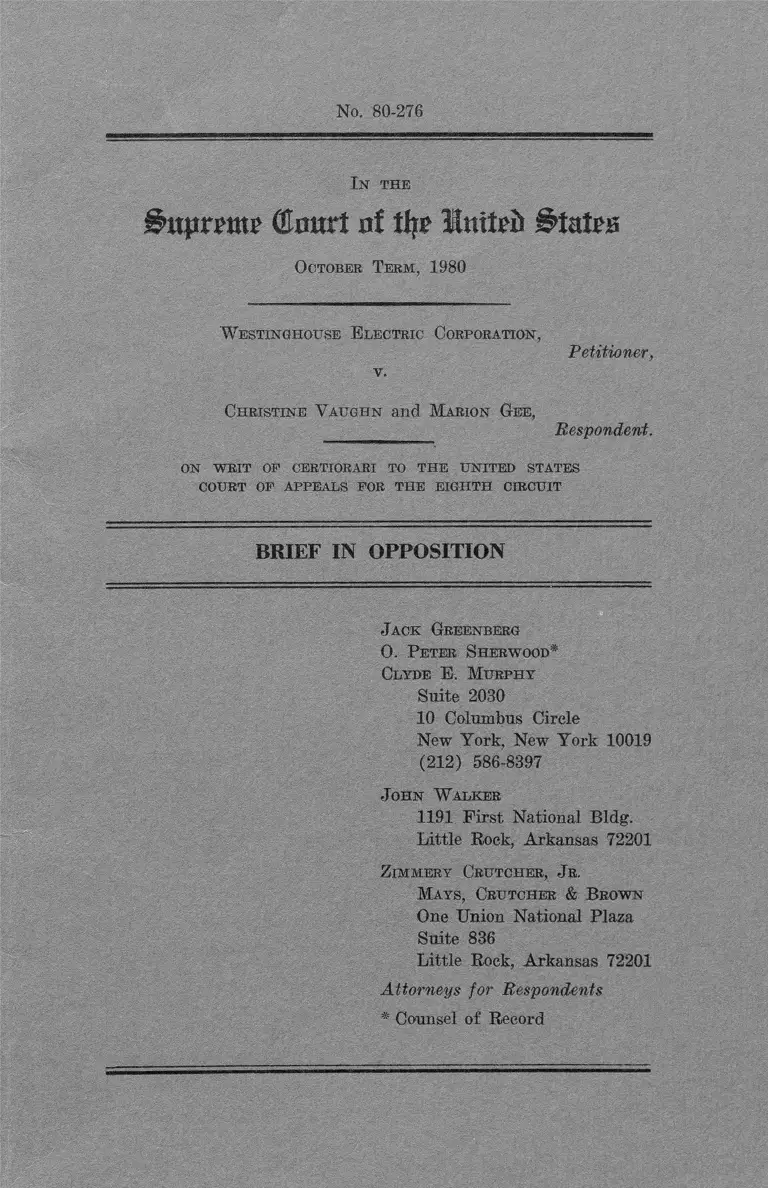 No. 80-276
IN THE
Supreme Court of the United States
OCTOBER TERM, 1980
WESTINGHOUSE ELECTRIC CORPORATION,
Petitioner,
v.
CHRISTINE VAUGHN and MARION GEE,
Respondent.
ON WRIT OF CERTIORARI TO THE UNITED STATES
COURT OF APPEALS FOR THE EIGHTH CIRCUIT
BRIEF IN OPPOSITION
JACK GREENBERG
O. PETER SHERWOOD*
CLYDE E. MURPHY
Suite 2030
10 Columbus Circle
New York, New York 10019
(212) 586-8397
JOHN WALKER
1191 First National Bldg.
Little Rock, Arkansas 72201
ZIMMERY CRUTCHER, JR.
MAYS, CRUTCHER & BROWN
One Union National Plaza
Suite 836
Little Rock, Arkansas 72201
Attorneys for Respondents
* Counsel of Record